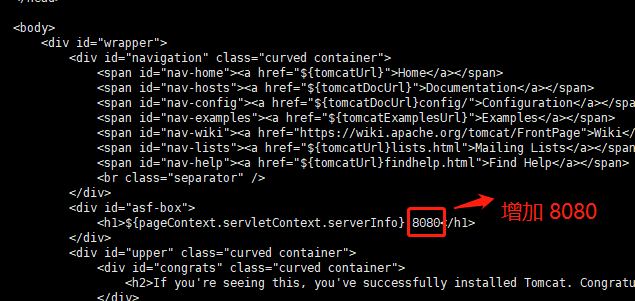 </head>
<body>
<div id="wrapper">
<div id="navigation" class="curved container">
<span id="nav-home"><a href="${tomcatUrl}">Home</a></span>
<span id="nav-hosts"><a href="${tomcatDocUrl}">Documentation</a></span>
<span id="nav-config"><a href="${tomcatDocUrl}config/">Configuration</a></sp
<span id="nav-examples"><a href="${tomcatExamplesUrl}">Examples</a></span>
<span id="nav-wiki"><a href="https://wiki.apache.org/tomcat/FrontPage">Wiki</
<span id="nav-lists"><a href="${tomcatUrl}lists.html">Mailing Lists</a></span>
<span id="nav-help"><a href="${tomcatUrl}findhelp.html">Find Help</a></span>
<br class="separator" />
</div>
<div id="asf-box">
<h1>${pageContext.servletContext.serverInfo} 8080</h1>
增加 8080
</div>
<div id="upper" class="curved container">
<div id="congrats" class="curved container">
<h2>If you're seeing this, you've successfully installed Tomcat. Congratu
</div>